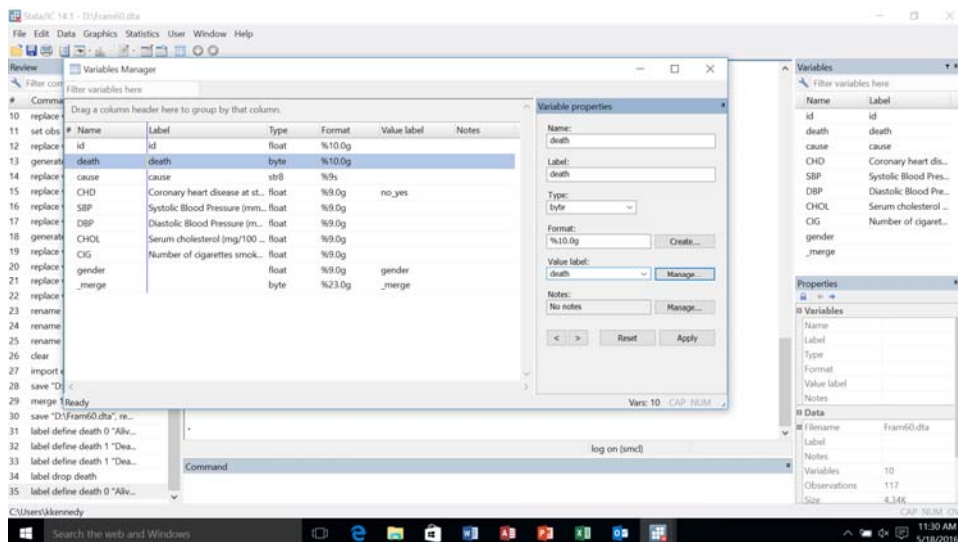 Stata/IC 14.1 - D:\Fram60.dta
File Edit Data Graphics Statistics User Window Help
Review
Filter com
# Comma
10 replace
11 set obs
12 replace
13 generate
14 replace
15 replace
16 replace
17 replace
18 generate
19 replace
20 replace
21 replace
22 replace
23 rename
24 rename
25 rename
26 clear
27 import
28 save "D:
29 merge 1
30 save "D:\Fram60.dta", re...
31 label define death 0 "Aliv...
32 label define death 1 "Dea...
33 label define death 1 "Dea...
34 label drop death
35 label define death 0 "Aliv...
Variables Manager
Filter variables here
Drag a column header here to group by that column.
# Name Label Type Format Value label Notes
id id float %10.0g
death death byte %10.0g
cause cause str8 %9s
CHD Coronary heart disease at st... float %9.0g no_yes
SBP Systolic Blood Pressure (mm... float %9.0g
DBP Diastolic Blood Pressure (m... float %9.0g
CHOL Serum cholesterol (mg/100 ... float %9.0g
CIG Number of cigarettes smok... float %9.0g
gender float %9.0g gender
_merge byte %23.0g _merge
Ready
Vars: 10 CAP NUM
Variable properties
Name:
death
Label:
death
Type:
byte
Format:
%10.0g Create...
Value label:
death Manage...
Notes:
No notes Manage...
< > Reset Apply
.
log on (smcl)
Command
Variables
Filter variables here
Name Label
id id
death death
cause cause
CHD Coronary heart dis...
SBP Systolic Blood Pres...
DBP Diastolic Blood Pre...
CHOL Serum cholesterol ...
CIG Number of cigaret...
gender
_merge
Properties
Variables
Name
Label
Type
Format
Value label
Notes
Data
Filename Fram60.dta
Label
Notes
Variables 10
Observations 117
Size 4.34K
C:\Users\kkennedy
CAP NUM OV
Search the web and Windows
11:30 AM
5/18/2016